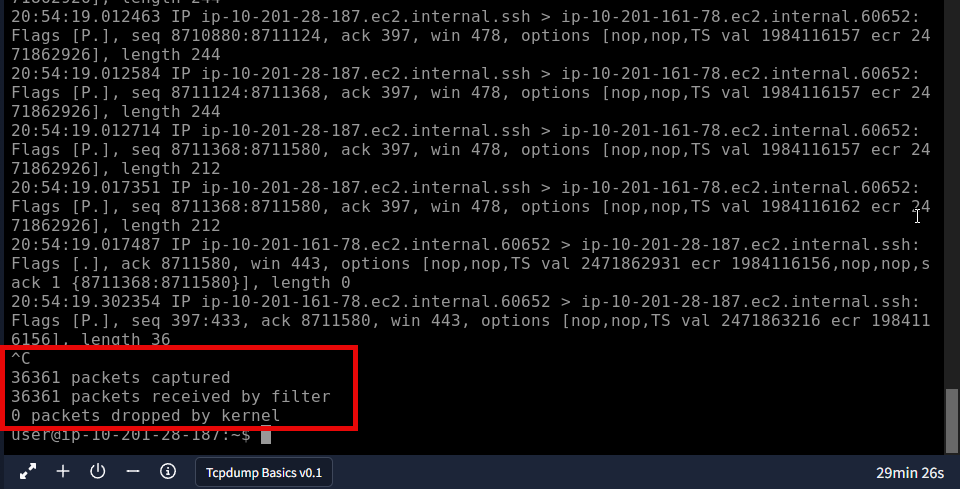 71862926], length 244
20:54:19.012463 IP ip-10-201-28-187.ec2.internal.ssh > ip-10-201-161-78.ec2.internal.60652:
Flags [P.], seq 8710880:8711124, ack 397, win 478, options [nop,nop,TS val 1984116157 ecr 24
71862926], length 244
20:54:19.012584 IP ip-10-201-28-187.ec2.internal.ssh > ip-10-201-161-78.ec2.internal.60652:
Flags [P.], seq 8711124:8711368, ack 397, win 478, options [nop,nop,TS val 1984116157 ecr 24
71862926], length 244
20:54:19.012714 IP ip-10-201-28-187.ec2.internal.ssh > ip-10-201-161-78.ec2.internal.60652:
Flags [P.], seq 8711368:8711580, ack 397, win 478, options [nop,nop,TS val 1984116157 ecr 24
71862926], length 212
20:54:19.017351 IP ip-10-201-28-187.ec2.internal.ssh > ip-10-201-161-78.ec2.internal.60652:
Flags [P.], seq 8711368:8711580, ack 397, win 478, options [nop,nop,TS val 1984116162 ecr 24
71862926], length 212
20:54:19.017487 IP ip-10-201-161-78.ec2.internal.60652 > ip-10-201-28-187.ec2.internal.ssh:
Flags [.], ack 8711580, win 443, options [nop,nop,TS val 2471862931 ecr 1984116156,nop,nop,s
ack 1 {8711368:8711580}], length 0
20:54:19.302354 IP ip-10-201-161-78.ec2.internal.60652 > ip-10-201-28-187.ec2.internal.ssh:
Flags [P.], seq 397:433, ack 8711580, win 443, options [nop,nop,TS val 2471863216 ecr 198411
6156], length 36
^C
36361 packets captured
36361 packets received by filter
0 packets dropped by kernel
user@ip-10-201-28-187:~$
Tcpdump Basics v0.1
29min 26s